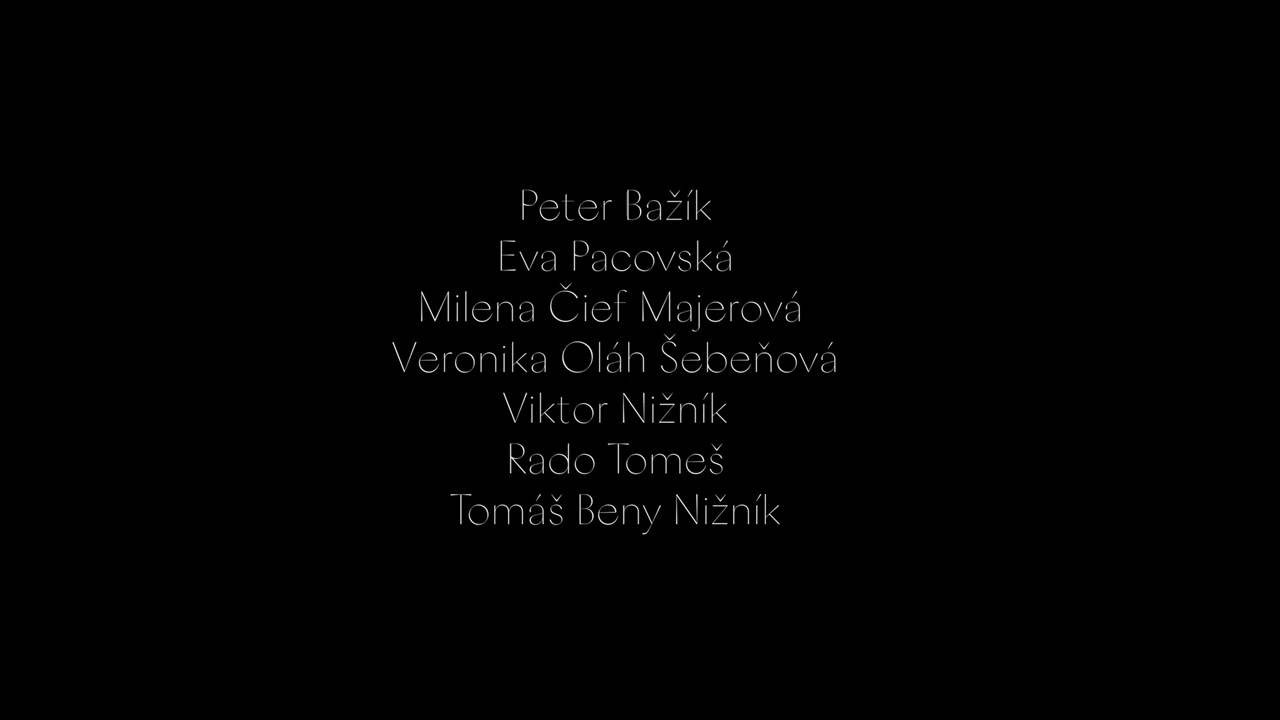 Peter Bažík
Eva Pacovská
Milena Čief Majerová
Veronika Oláh Šebeňová
Viktor Nižník
Rado Tomeš
Tomáš Beny Nižník